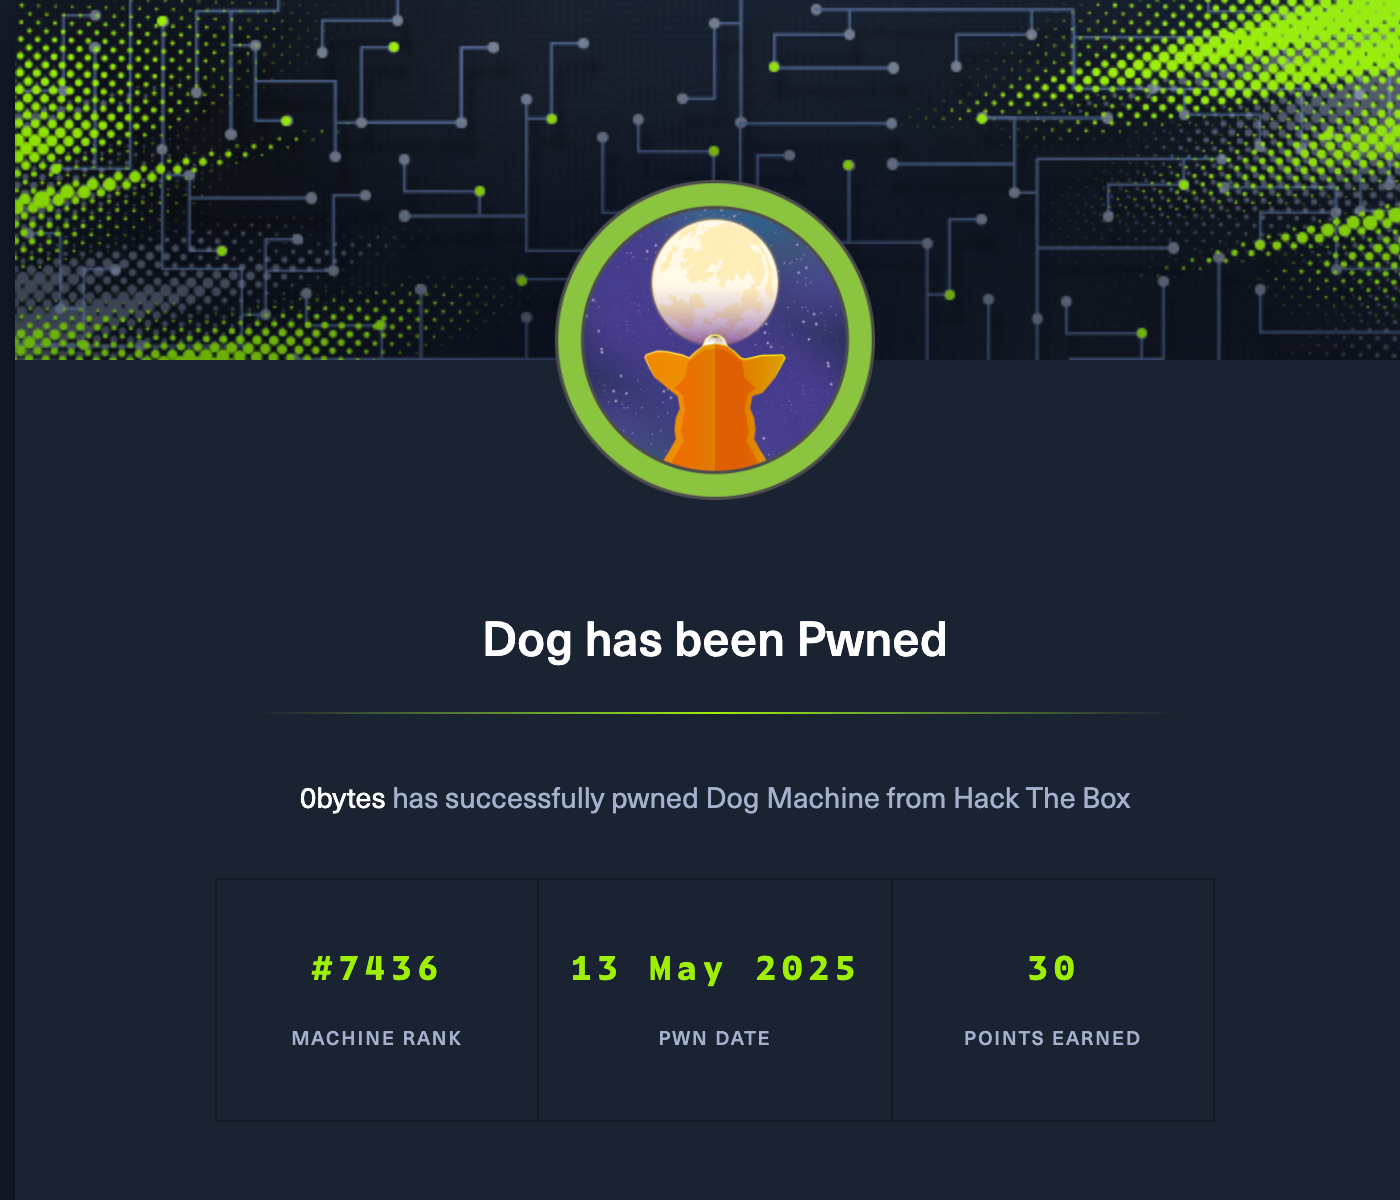 Dog has been Pwned
0bytes has successfully pwned Dog Machine from Hack The Box
#7436
MACHINE RANK
13 May 2025
PWN DATE
30
POINTS EARNED